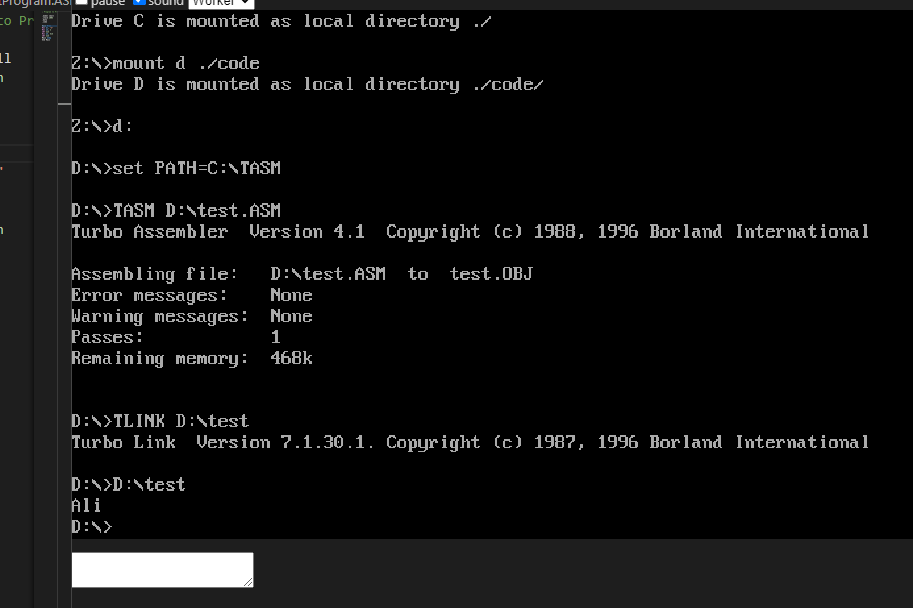 Program.AS
pause
sound
Worker
to Pr
ll
Drive C is mounted as local directory ./
Z:\>mount d ./code
Drive D is mounted as local directory ./code/
Z:\>d:
D:\>set PATH=C:\TASM
D:\>TASM D:\test.ASM
Turbo Assembler  Version 4.1  Copyright (c) 1988, 1996 Borland International
Assembling file:   D:\test.ASM  to  test.OBJ
Error messages:    None
Warning messages:  None
Passes:            1
Remaining memory:  468k
D:\>TLINK D:\test
Turbo Link  Version 7.1.30.1. Copyright (c) 1987, 1996 Borland International
D:\>D:\test
Ali
D:\>